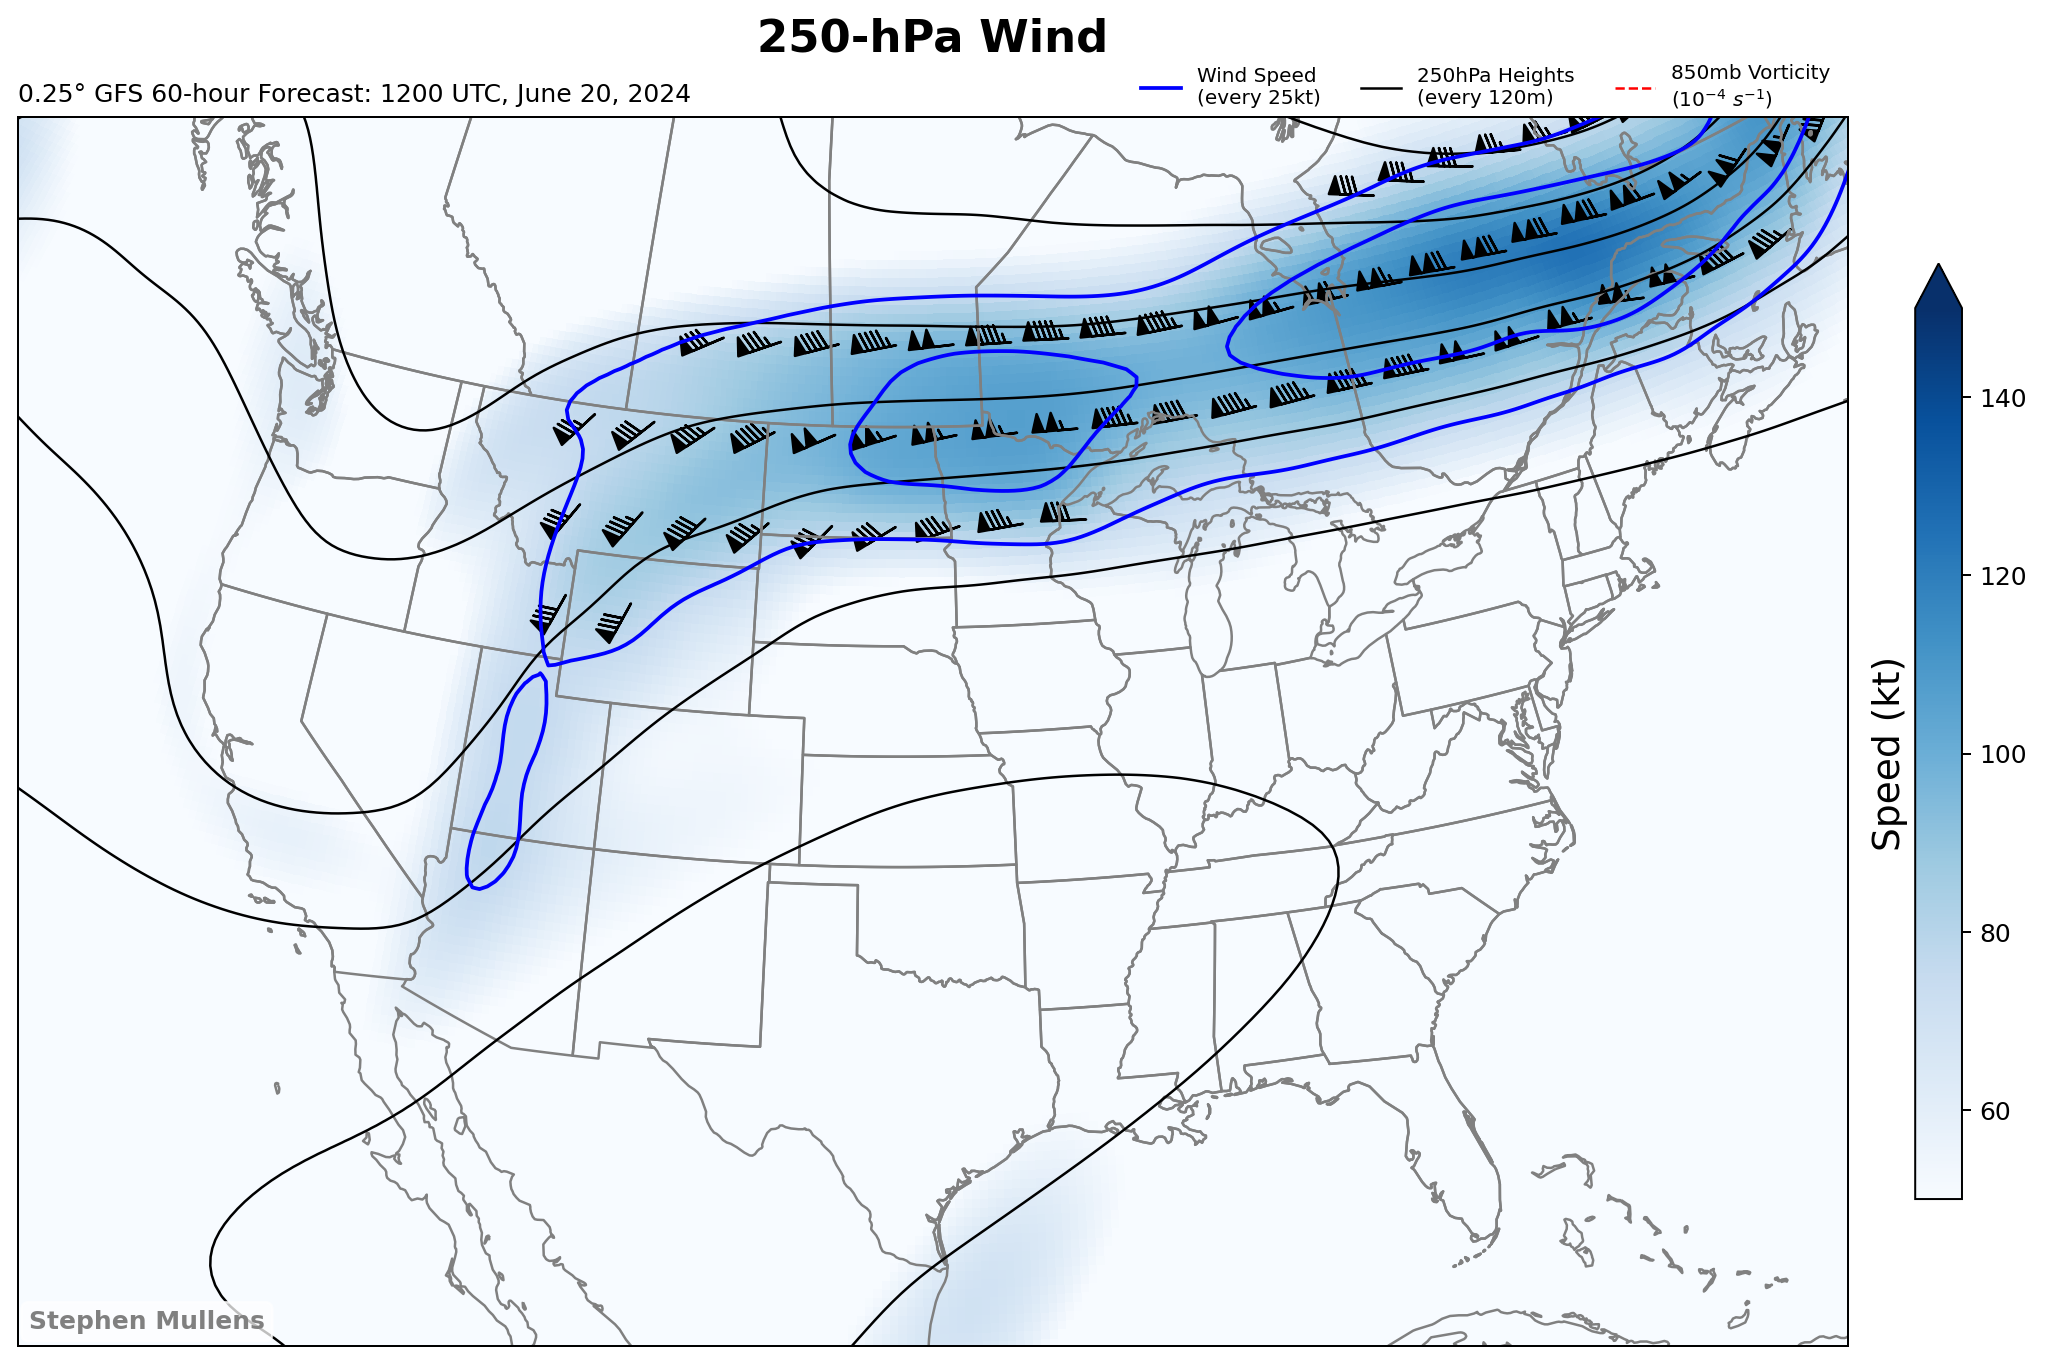 250-hPa Wind
0.25° GFS 60-hour Forecast: 1200 UTC, June 20, 2024
Wind Speed
(every 25kt)
250hPa Heights
(every 120m)
850mb Vorticity
(10⁻⁴ s⁻¹)
140
120
100
80
60
Speed (kt)
Stephen Mullens